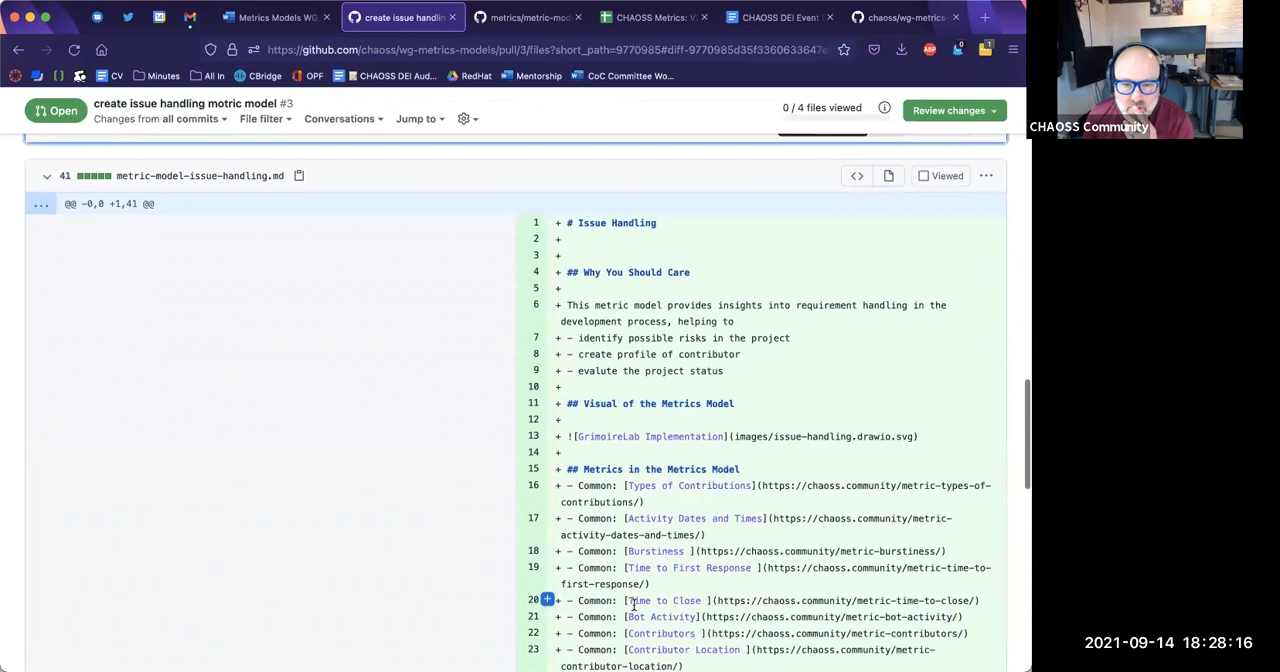 Metrics Models WG
create issue handlin
metrics/metric-mod
CHAOSS Metrics: V
CHAOSS DEI Event
chaoss/wg-metrics
https://github.com/chaoss/wg-metrics-models/pull/3/files?short_path=9770985#diff-9770985d35f3360633647e
ABP
0
1
CV
Minutes
All In
CBridge
OPF
CHAOSS DEI Aud...
RedHat
Mentorship
CoC Committee Wo...
Open
create issue handling motric model #3
Changes from all commits
File filter
Conversations
Jump to
0 / 4 files viewed
Review changes
CHAOSS Community
41
metric-model-issue-handling.md
Viewed
...
@@ -0,0 +1,41 @@
1 + # Issue Handling
2 +
3 +
4 + ## Why You Should Care
5 +
6 + This metric model provides insights into requirement handling in the
development process, helping to
7 + - identify possible risks in the project
8 + - create profile of contributor
9 + - evalute the project status
10 +
11 + ## Visual of the Metrics Model
12 +
13 + ![GrimoireLab Implementation](images/issue-handling.drawio.svg)
14 +
15 + ## Metrics in the Metrics Model
16 + - Common: [Types of Contributions](https://chaoss.community/metric-types-of-
contributions/)
17 + - Common: [Activity Dates and Times](https://chaoss.community/metric-
activity-dates-and-times/)
18 + - Common: [Burstiness ](https://chaoss.community/metric-burstiness/)
19 + - Common: [Time to First Response ](https://chaoss.community/metric-time-to-
first-response/)
20 + - Common: [Time to Close ](https://chaoss.community/metric-time-to-close/)
21 + - Common: [Bot Activity](https://chaoss.community/metric-bot-activity/)
22 + - Common: [Contributors ](https://chaoss.community/metric-contributors/)
23 + - Common: [Contributor Location ](https://chaoss.community/metric-
contributor-location/)
2021-09-14 18:28:16